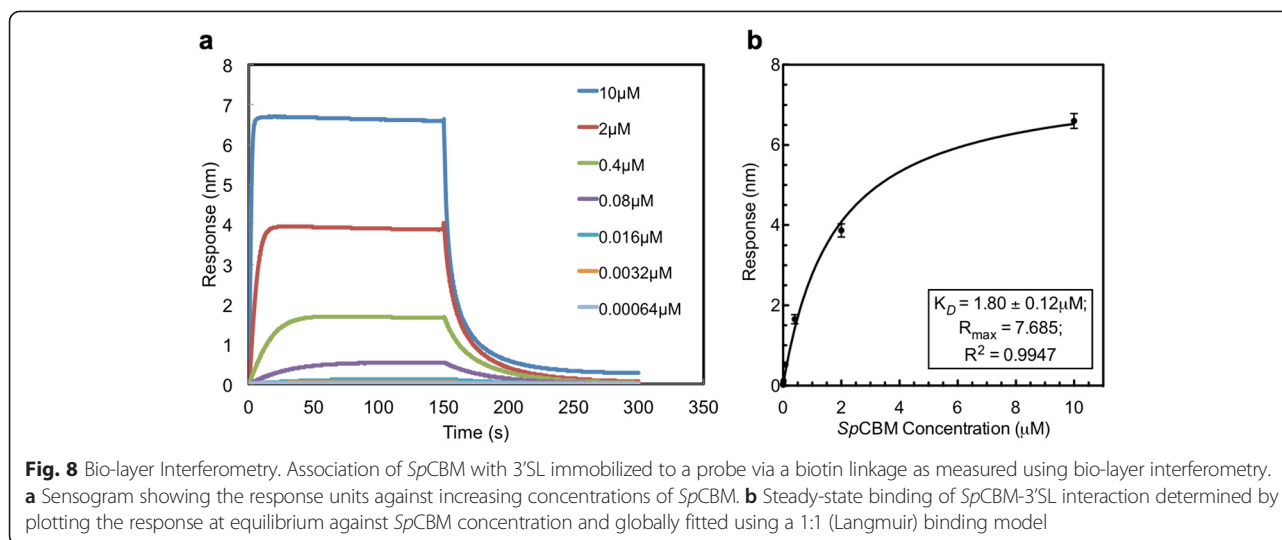 a
8
7
6
5
4
3
2
1
0
Response (nm)
0 50 100 150 200 250 300 350
Time (s)
10µM
2µM
0.4µM
0.08µM
0.016µM
0.0032µM
0.00064µM
b
8
6
4
2
0
Response (nm)
0 2 4 6 8 10
SpCBM Concentration (µM)
K_D = 1.80 ± 0.12µM;
R_max = 7.685;
R² = 0.9947
Fig. 8 Bio-layer Interferometry. Association of SpCBM with 3′SL immobilized to a probe via a biotin linkage as measured using bio-layer interferometry.
a Sensogram showing the response units against increasing concentrations of SpCBM. b Steady-state binding of SpCBM-3′SL interaction determined by
plotting the response at equilibrium against SpCBM concentration and globally fitted using a 1:1 (Langmuir) binding model